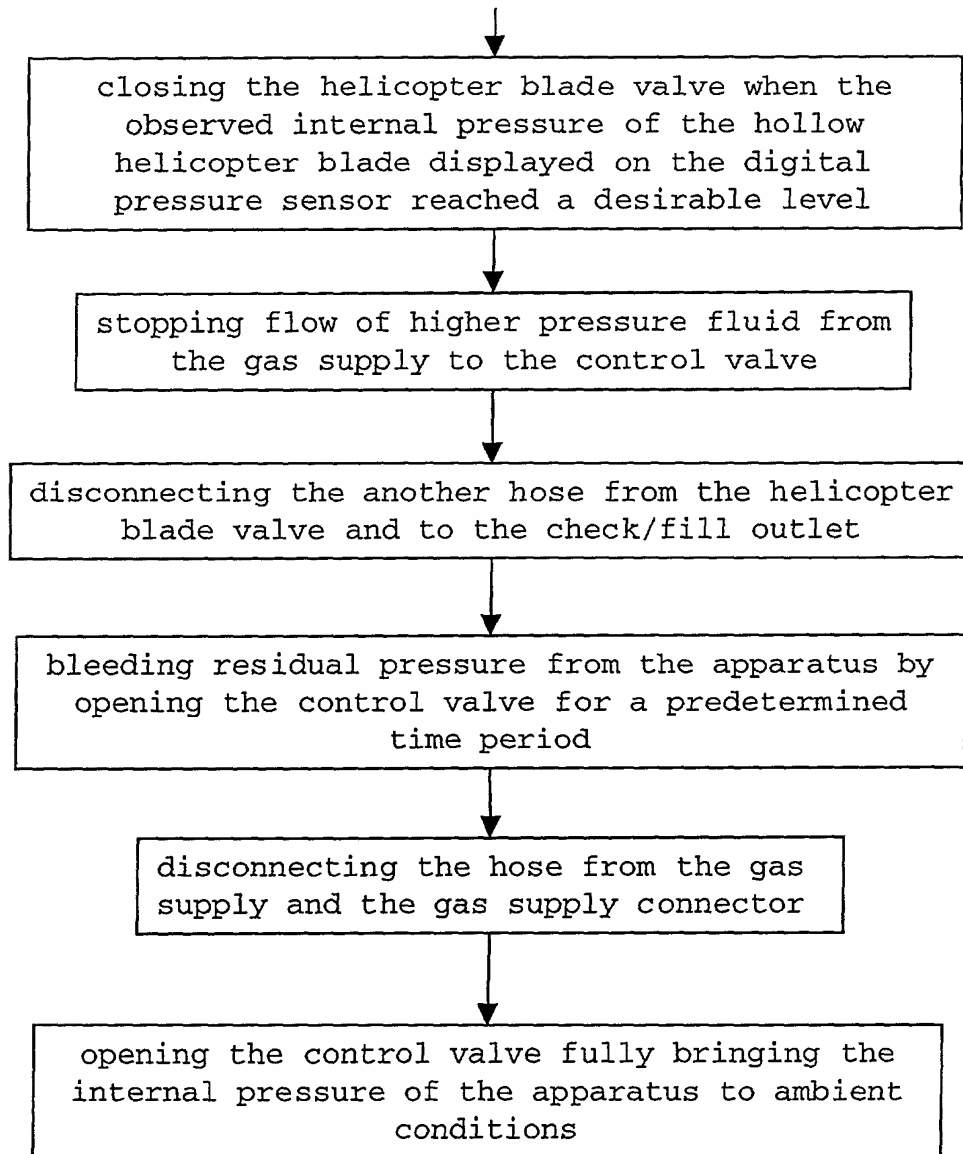 closing the helicopter blade valve when the
observed internal pressure of the hollow
helicopter blade displayed on the digital
pressure sensor reached a desirable level
stopping flow of higher pressure fluid from
the gas supply to the control valve
disconnecting the another hose from the helicopter
blade valve and to the check/fill outlet
bleeding residual pressure from the apparatus by
opening the control valve for a predetermined
time period
disconnecting the hose from the gas
supply and the gas supply connector
opening the control valve fully bringing the
internal pressure of the apparatus to ambient
conditions